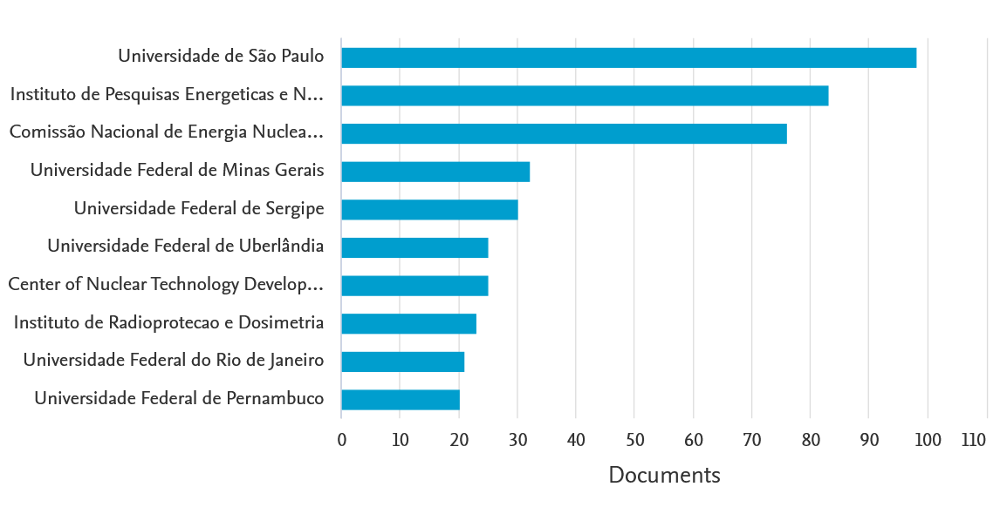 Universidade de São Paulo
Instituto de Pesquisas Energeticas e N...
Comissão Nacional de Energia Nuclea...
Universidade Federal de Minas Gerais
Universidade Federal de Sergipe
Universidade Federal de Uberlândia
Center of Nuclear Technology Develop...
Instituto de Radioprotecao e Dosimetria
Universidade Federal do Rio de Janeiro
Universidade Federal de Pernambuco
0 10 20 30 40 50 60 70 80 90 100 110
Documents